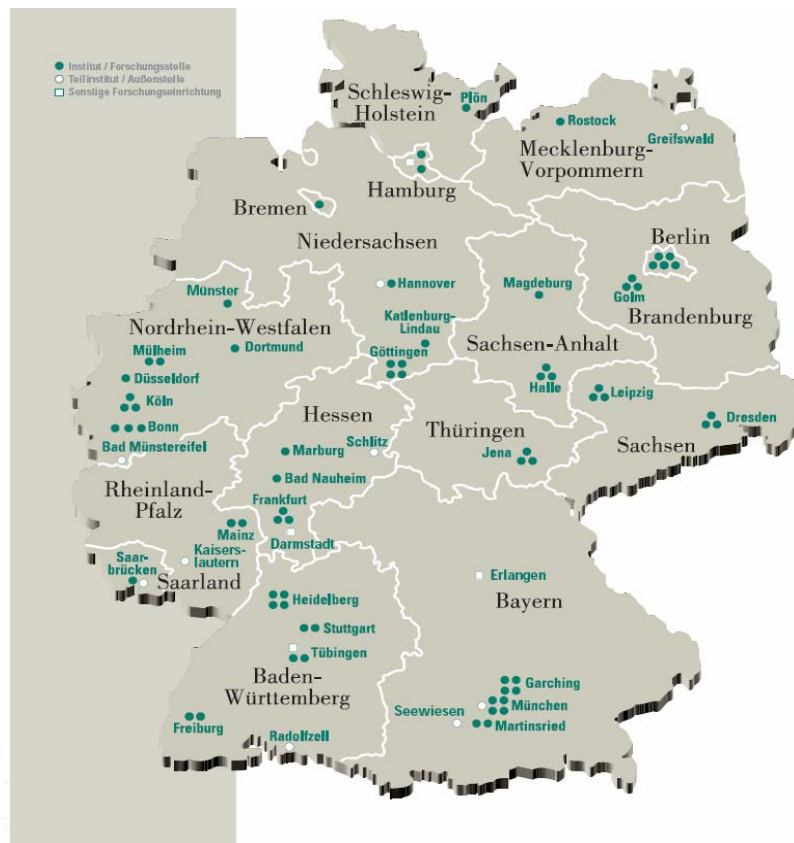 Institut / Forschungsstelle
Teilinstitut / Außenstelle
Sonstige Forschungseinrichtung
Schleswig-
Holstein
Plön
Rostock
Greifswald
Mecklenburg-
Vorpommern
Hamburg
Bremen
Niedersachsen
Berlin
Hannover
Magdeburg
Golm
Brandenburg
Münster
Nordrhein-Westfalen
Katlenburg-
Lindau
Dortmund
Sachsen-Anhalt
Mülheim
Göttingen
Düsseldorf
Halle
Leipzig
Köln
Hessen
Dresden
Bonn
Thüringen
Bad Münstereifel
Marburg
Schlitz
Jena
Sachsen
Rheinland-
Pfalz
Bad Nauheim
Frankfurt
Mainz
Darmstadt
Kaisers-
lautern
Saar-
brücken
Saarland
Erlangen
Bayern
Heidelberg
Stuttgart
Tübingen
Baden-
Württemberg
Garching
München
Seewiesen
Martinsried
Freiburg
Radolfzell